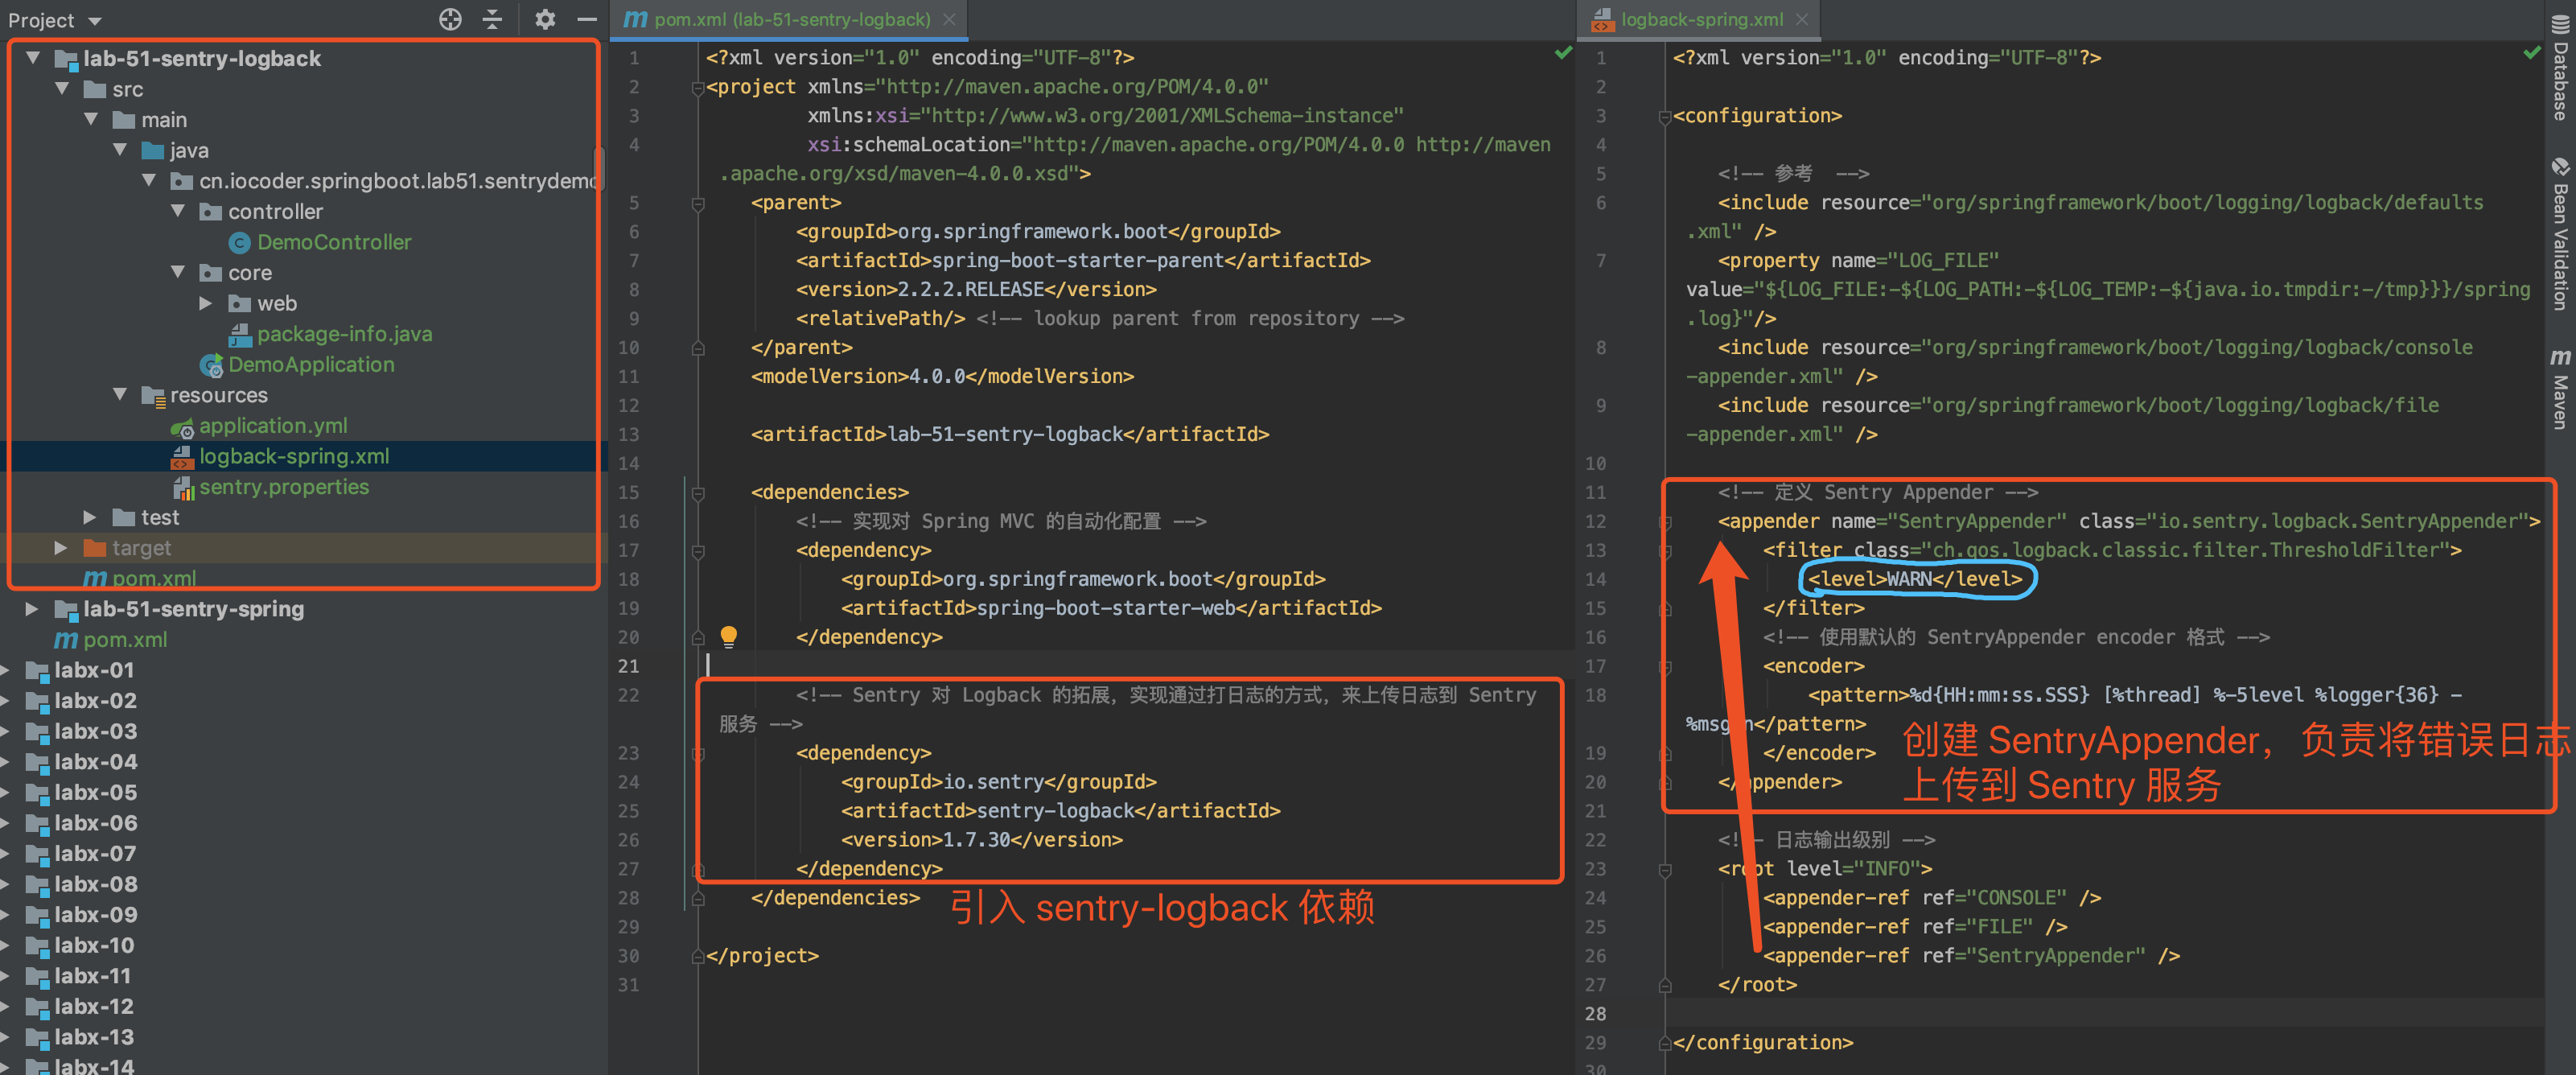 Project
lab-51-sentry-logback
src
main
java
cn.iocoder.springboot.lab51.sentrydemo
controller
DemoController
core
web
package-info.java
DemoApplication
resources
application.yml
logback-spring.xml
sentry.properties
test
target
pom.xml
lab-51-sentry-spring
pom.xml
labx-01
labx-02
labx-03
labx-04
labx-05
labx-06
labx-07
labx-08
labx-09
labx-10
labx-11
labx-12
labx-13
labx-14
pom.xml (lab-51-sentry-logback)
1 <?xml version="1.0" encoding="UTF-8"?>
2 <project xmlns="http://maven.apache.org/POM/4.0.0"
3 xmlns:xsi="http://www.w3.org/2001/XMLSchema-instance"
4 xsi:schemaLocation="http://maven.apache.org/POM/4.0.0 http://maven
.apache.org/xsd/maven-4.0.0.xsd">
5 <parent>
6 <groupId>org.springframework.boot</groupId>
7 <artifactId>spring-boot-starter-parent</artifactId>
8 <version>2.2.2.RELEASE</version>
9 <relativePath/> <!-- lookup parent from repository -->
10 </parent>
11 <modelVersion>4.0.0</modelVersion>
12
13 <artifactId>lab-51-sentry-logback</artifactId>
14
15 <dependencies>
16 <!-- 实现对 Spring MVC 的自动化配置 -->
17 <dependency>
18 <groupId>org.springframework.boot</groupId>
19 <artifactId>spring-boot-starter-web</artifactId>
20 </dependency>
21
22 <!-- Sentry 对 Logback 的拓展，实现通过打日志的方式，来上传日志到 Sentry
服务 -->
23 <dependency>
24 <groupId>io.sentry</groupId>
25 <artifactId>sentry-logback</artifactId>
26 <version>1.7.30</version>
27 </dependency>
28 </dependencies>
引入 sentry-logback 依赖
29
30 </project>
31
logback-spring.xml
1 <?xml version="1.0" encoding="UTF-8"?>
2
3 <configuration>
4
5 <!-- 参考 -->
6 <include resource="org/springframework/boot/logging/logback/defaults
.xml" />
7 <property name="LOG_FILE"
value="${LOG_FILE:-${LOG_PATH:-${LOG_TEMP:-${java.io.tmpdir:-/tmp}}}/spring
.log}"/>
8 <include resource="org/springframework/boot/logging/logback/console
-appender.xml" />
9 <include resource="org/springframework/boot/logging/logback/file
-appender.xml" />
10
11 <!-- 定义 Sentry Appender -->
12 <appender name="SentryAppender" class="io.sentry.logback.SentryAppender">
13 <filter class="ch.qos.logback.classic.filter.ThresholdFilter">
14 <level>WARN</level>
15 </filter>
16 <!-- 使用默认的 SentryAppender encoder 格式 -->
17 <encoder>
18 <pattern>%d{HH:mm:ss.SSS} [%thread] %-5level %logger{36} -
%msg n</pattern>
19 </encoder>
20 </appender>
创建 SentryAppender，负责将错误日志
上传到 Sentry 服务
21
22 <!-- 日志输出级别 -->
23 <root level="INFO">
24 <appender-ref ref="CONSOLE" />
25 <appender-ref ref="FILE" />
26 <appender-ref ref="SentryAppender" />
27 </root>
28
29 </configuration>
30
Database
Bean Validation
Maven